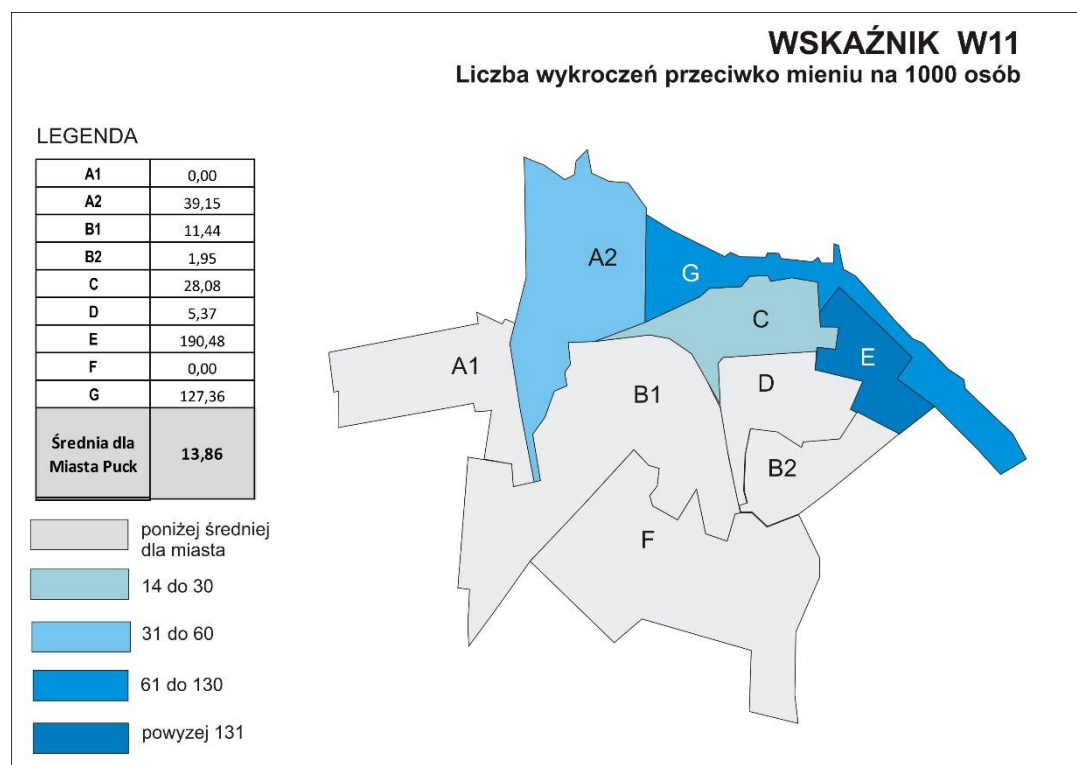 WSKAŹNIK W11
Liczba wykroczeń przeciwko mieniu na 1000 osób
LEGENDA
A1 0,00
A2 39,15
B1 11,44
B2 1,95
C 28,08
D 5,37
E 190,48
F 0,00
G 127,36
Średnia dla
Miasta Puck 13,86
poniżej średniej
dla miasta
14 do 30
31 do 60
61 do 130
powyzej 131
A2
G
C
A1
E
D
B1
B2
F